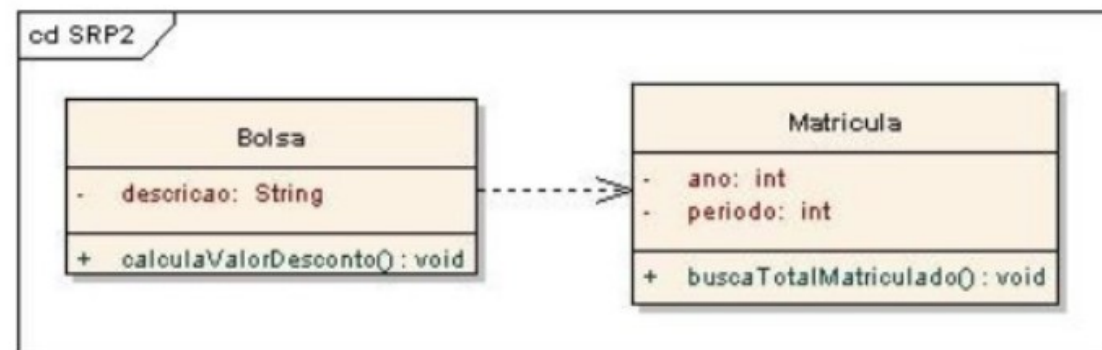 cd SRP2
Bolsa
- descricao: String
+ calculaValorDesconto() : void
Matricula
- ano: int
- periodo: int
+ buscaTotalMatriculado() : void